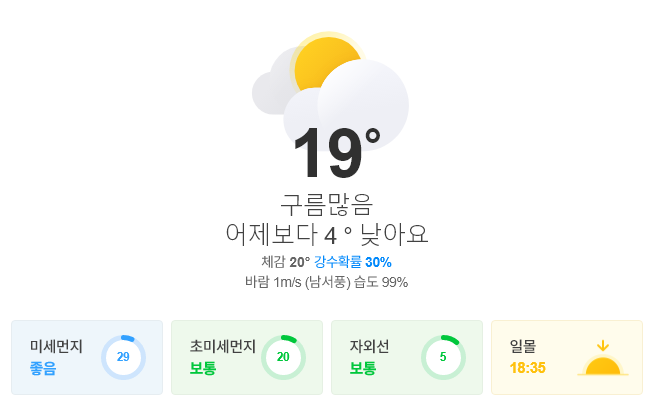 19°
구름많음
어제보다 4 ° 낮아요
체감 20° 강수확률 30%
바람 1m/s (남서풍) 습도 99%
미세먼지
좋음
29
초미세먼지
보통
20
자외선
보통
5
일몰
18:35